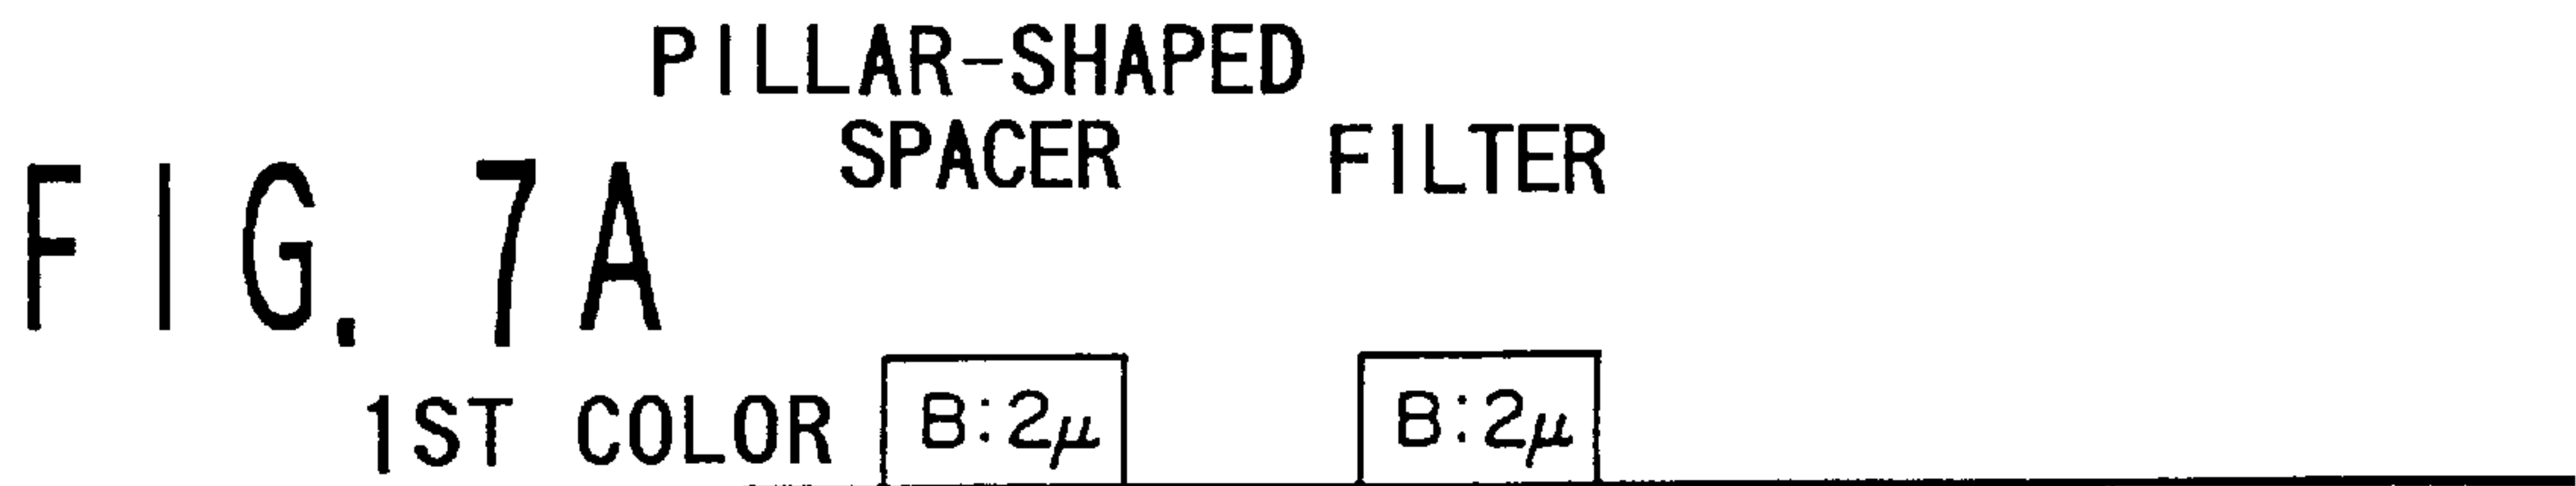 PILLAR-SHAPED
SPACER FILTER
FIG. 7A
1ST COLOR B:2μ B:2μ